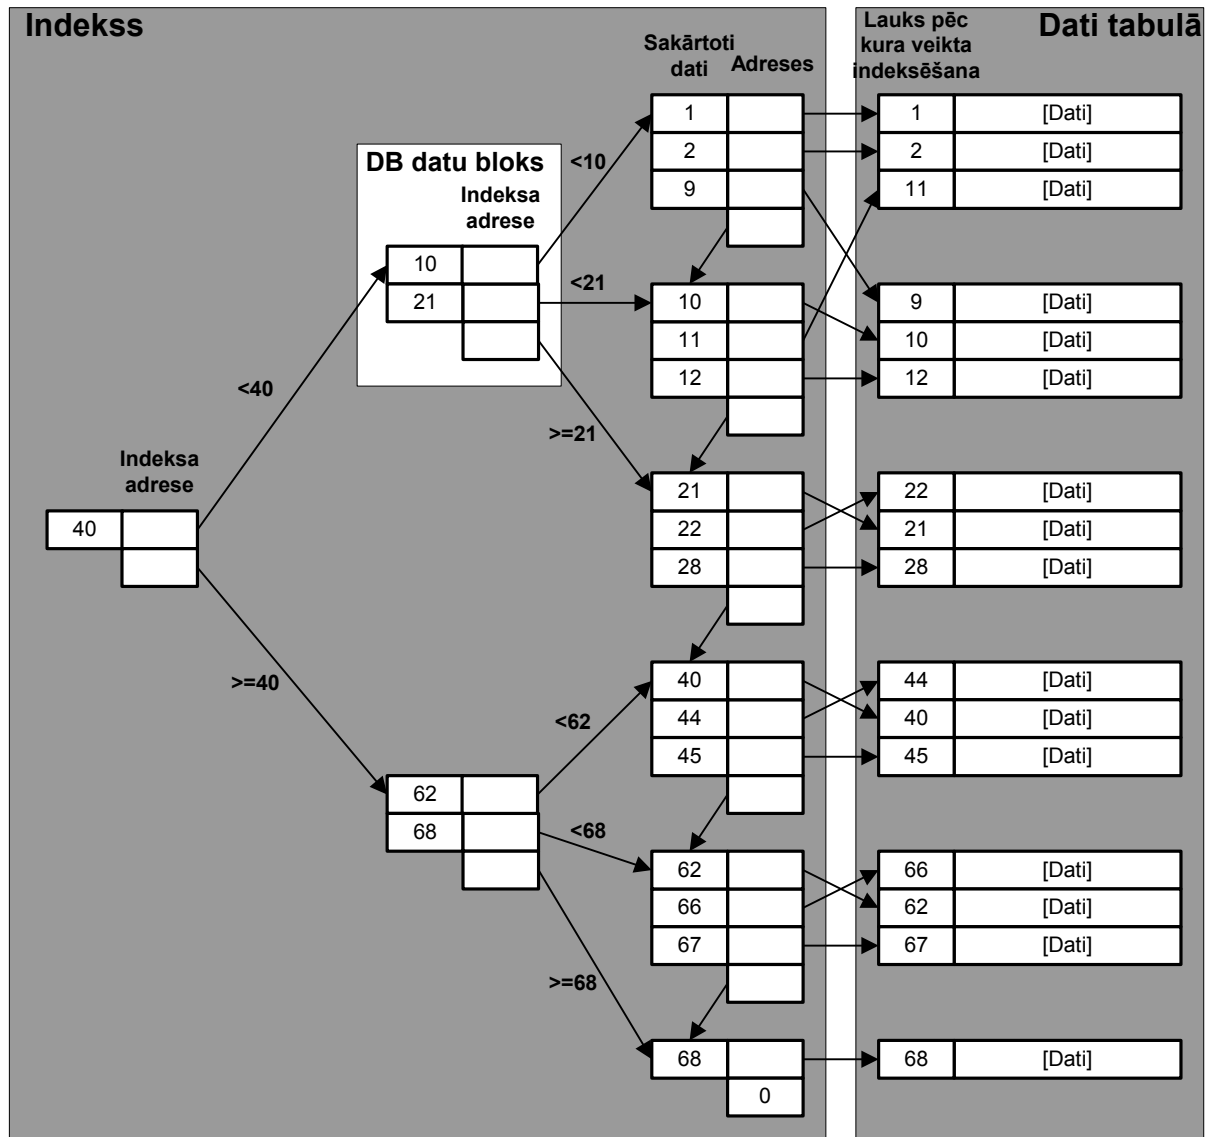 Indekss
Dati tabulā
Lauks pēc
kura veikta
indeksēšana
Sakārtoti
dati
Adreses
DB datu bloks
Indeksa
adrese
<10
<21
>=21
<40
>=40
<62
<68
>=68
Indeksa
adrese
40
10
21
62
68
1
2
9
10
11
12
21
22
28
40
44
45
62
66
67
68
0
1 [Dati]
2 [Dati]
11 [Dati]
9 [Dati]
10 [Dati]
12 [Dati]
22 [Dati]
21 [Dati]
28 [Dati]
44 [Dati]
40 [Dati]
45 [Dati]
66 [Dati]
62 [Dati]
67 [Dati]
68 [Dati]